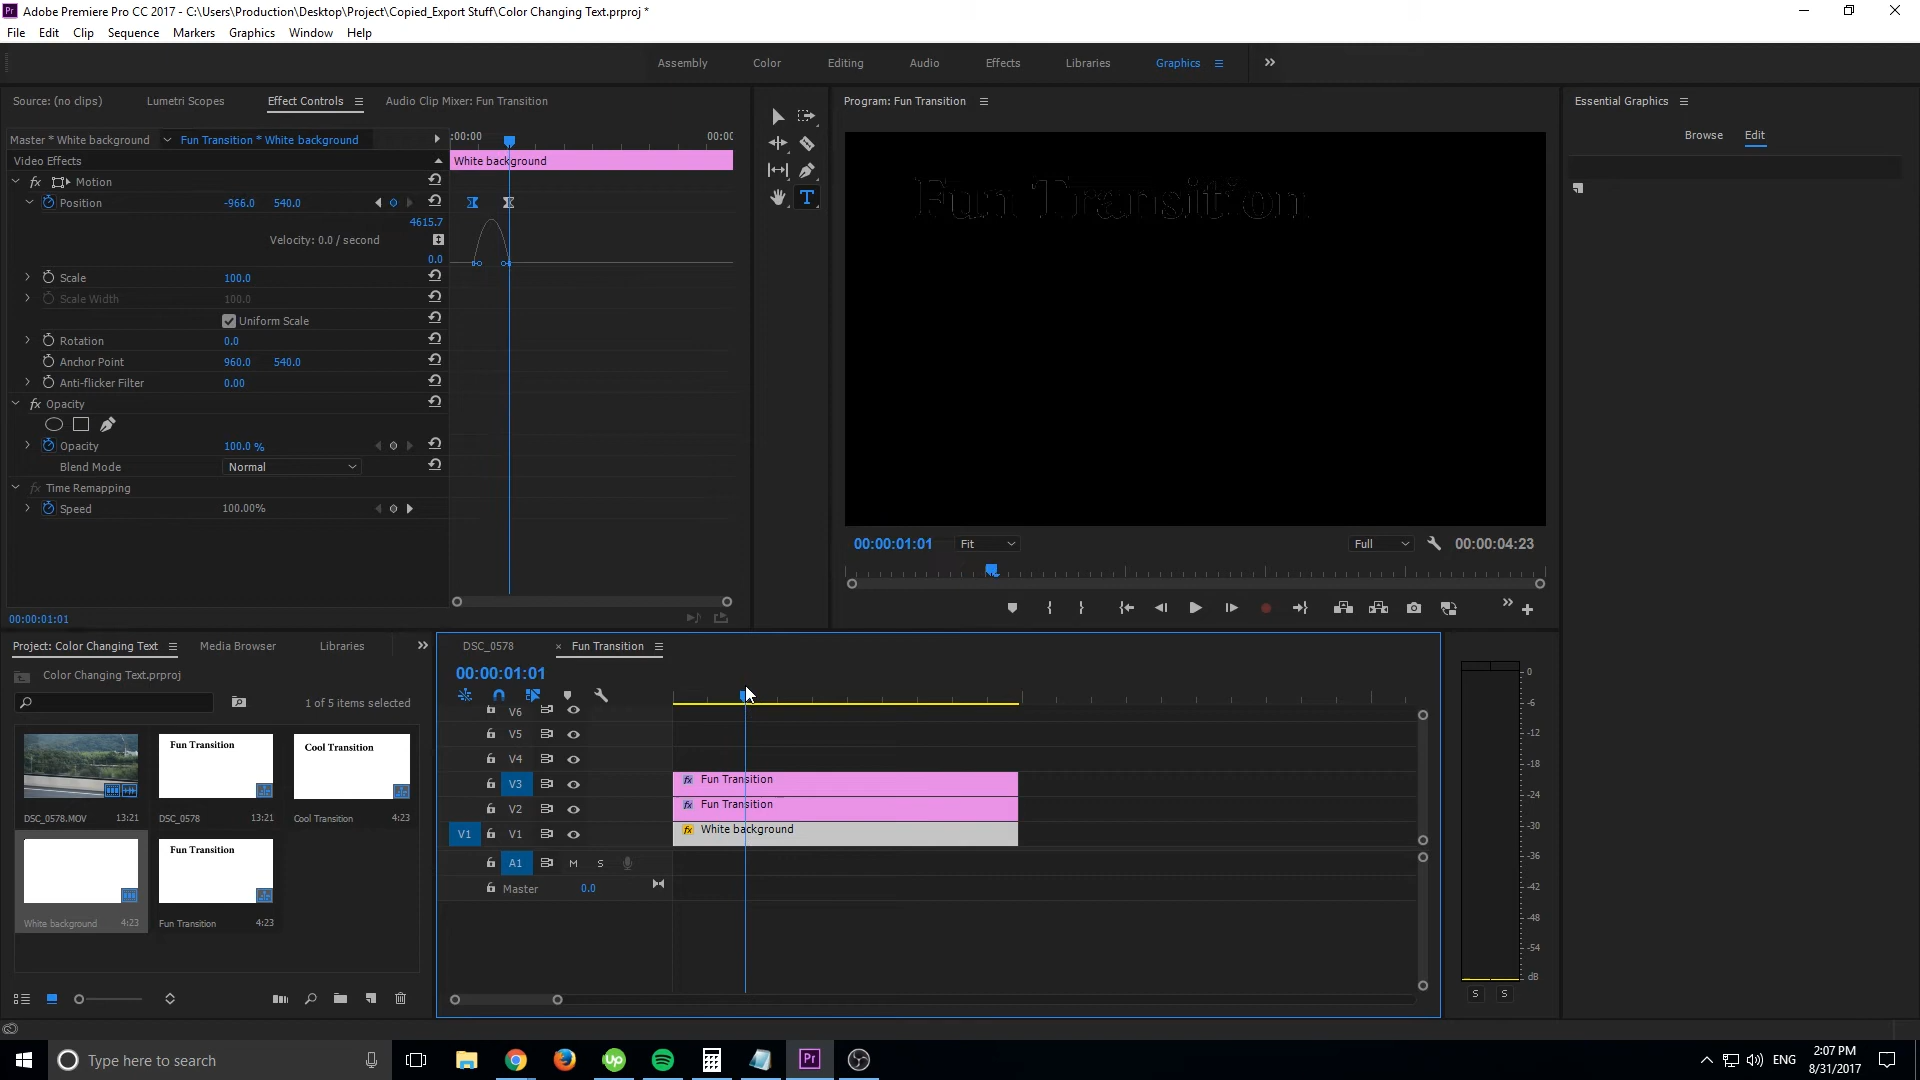 Adobe Premiere Pro CC 2017 - C:\Users\Production\Desktop\Project\Copied_Export Stuff\Color Changing Text.prproj *
File Edit Clip Sequence Markers Graphics Window Help
Assembly Color Editing Audio Effects Libraries Graphics
Source: (no clips) Lumetri Scopes Effect Controls Audio Clip Mixer: Fun Transition
Master * White background Fun Transition * White background
:00:00 00:00
Video Effects
White background
fx Motion
Position -966.0 540.0
4615.7
Velocity: 0.0 / second
0.0
Scale 100.0
Scale Width 100.0
Uniform Scale
Rotation 0.0
Anchor Point 960.0 540.0
Anti-flicker Filter 0.00
fx Opacity
Opacity 100.0 %
Blend Mode Normal
fx Time Remapping
Speed 100.00%
00:00:01:01
T
Program: Fun Transition
Fun Transition
00:00:01:01 Fit Full 00:00:04:23
Essential Graphics
Browse Edit
Project: Color Changing Text Media Browser Libraries
Color Changing Text.prproj
1 of 5 items selected
Fun Transition
Fun Transition
Cool Transition
DSC_0578.MOV 13:21 DSC_0578 13:21 Cool Transition 4:23
Fun Transition
White background 4:23 Fun Transition 4:23
DSC_0578 × Fun Transition
00:00:01:01
V6
V5
V4
V3 fx Fun Transition
V2 fx Fun Transition
V1 V1 fx White background
A1 M S
Master 0.0
0
-6
-12
-18
-24
-30
-36
-42
-48
-54
dB
S S
Type here to search
Pr
ENG
2:07 PM
8/31/2017